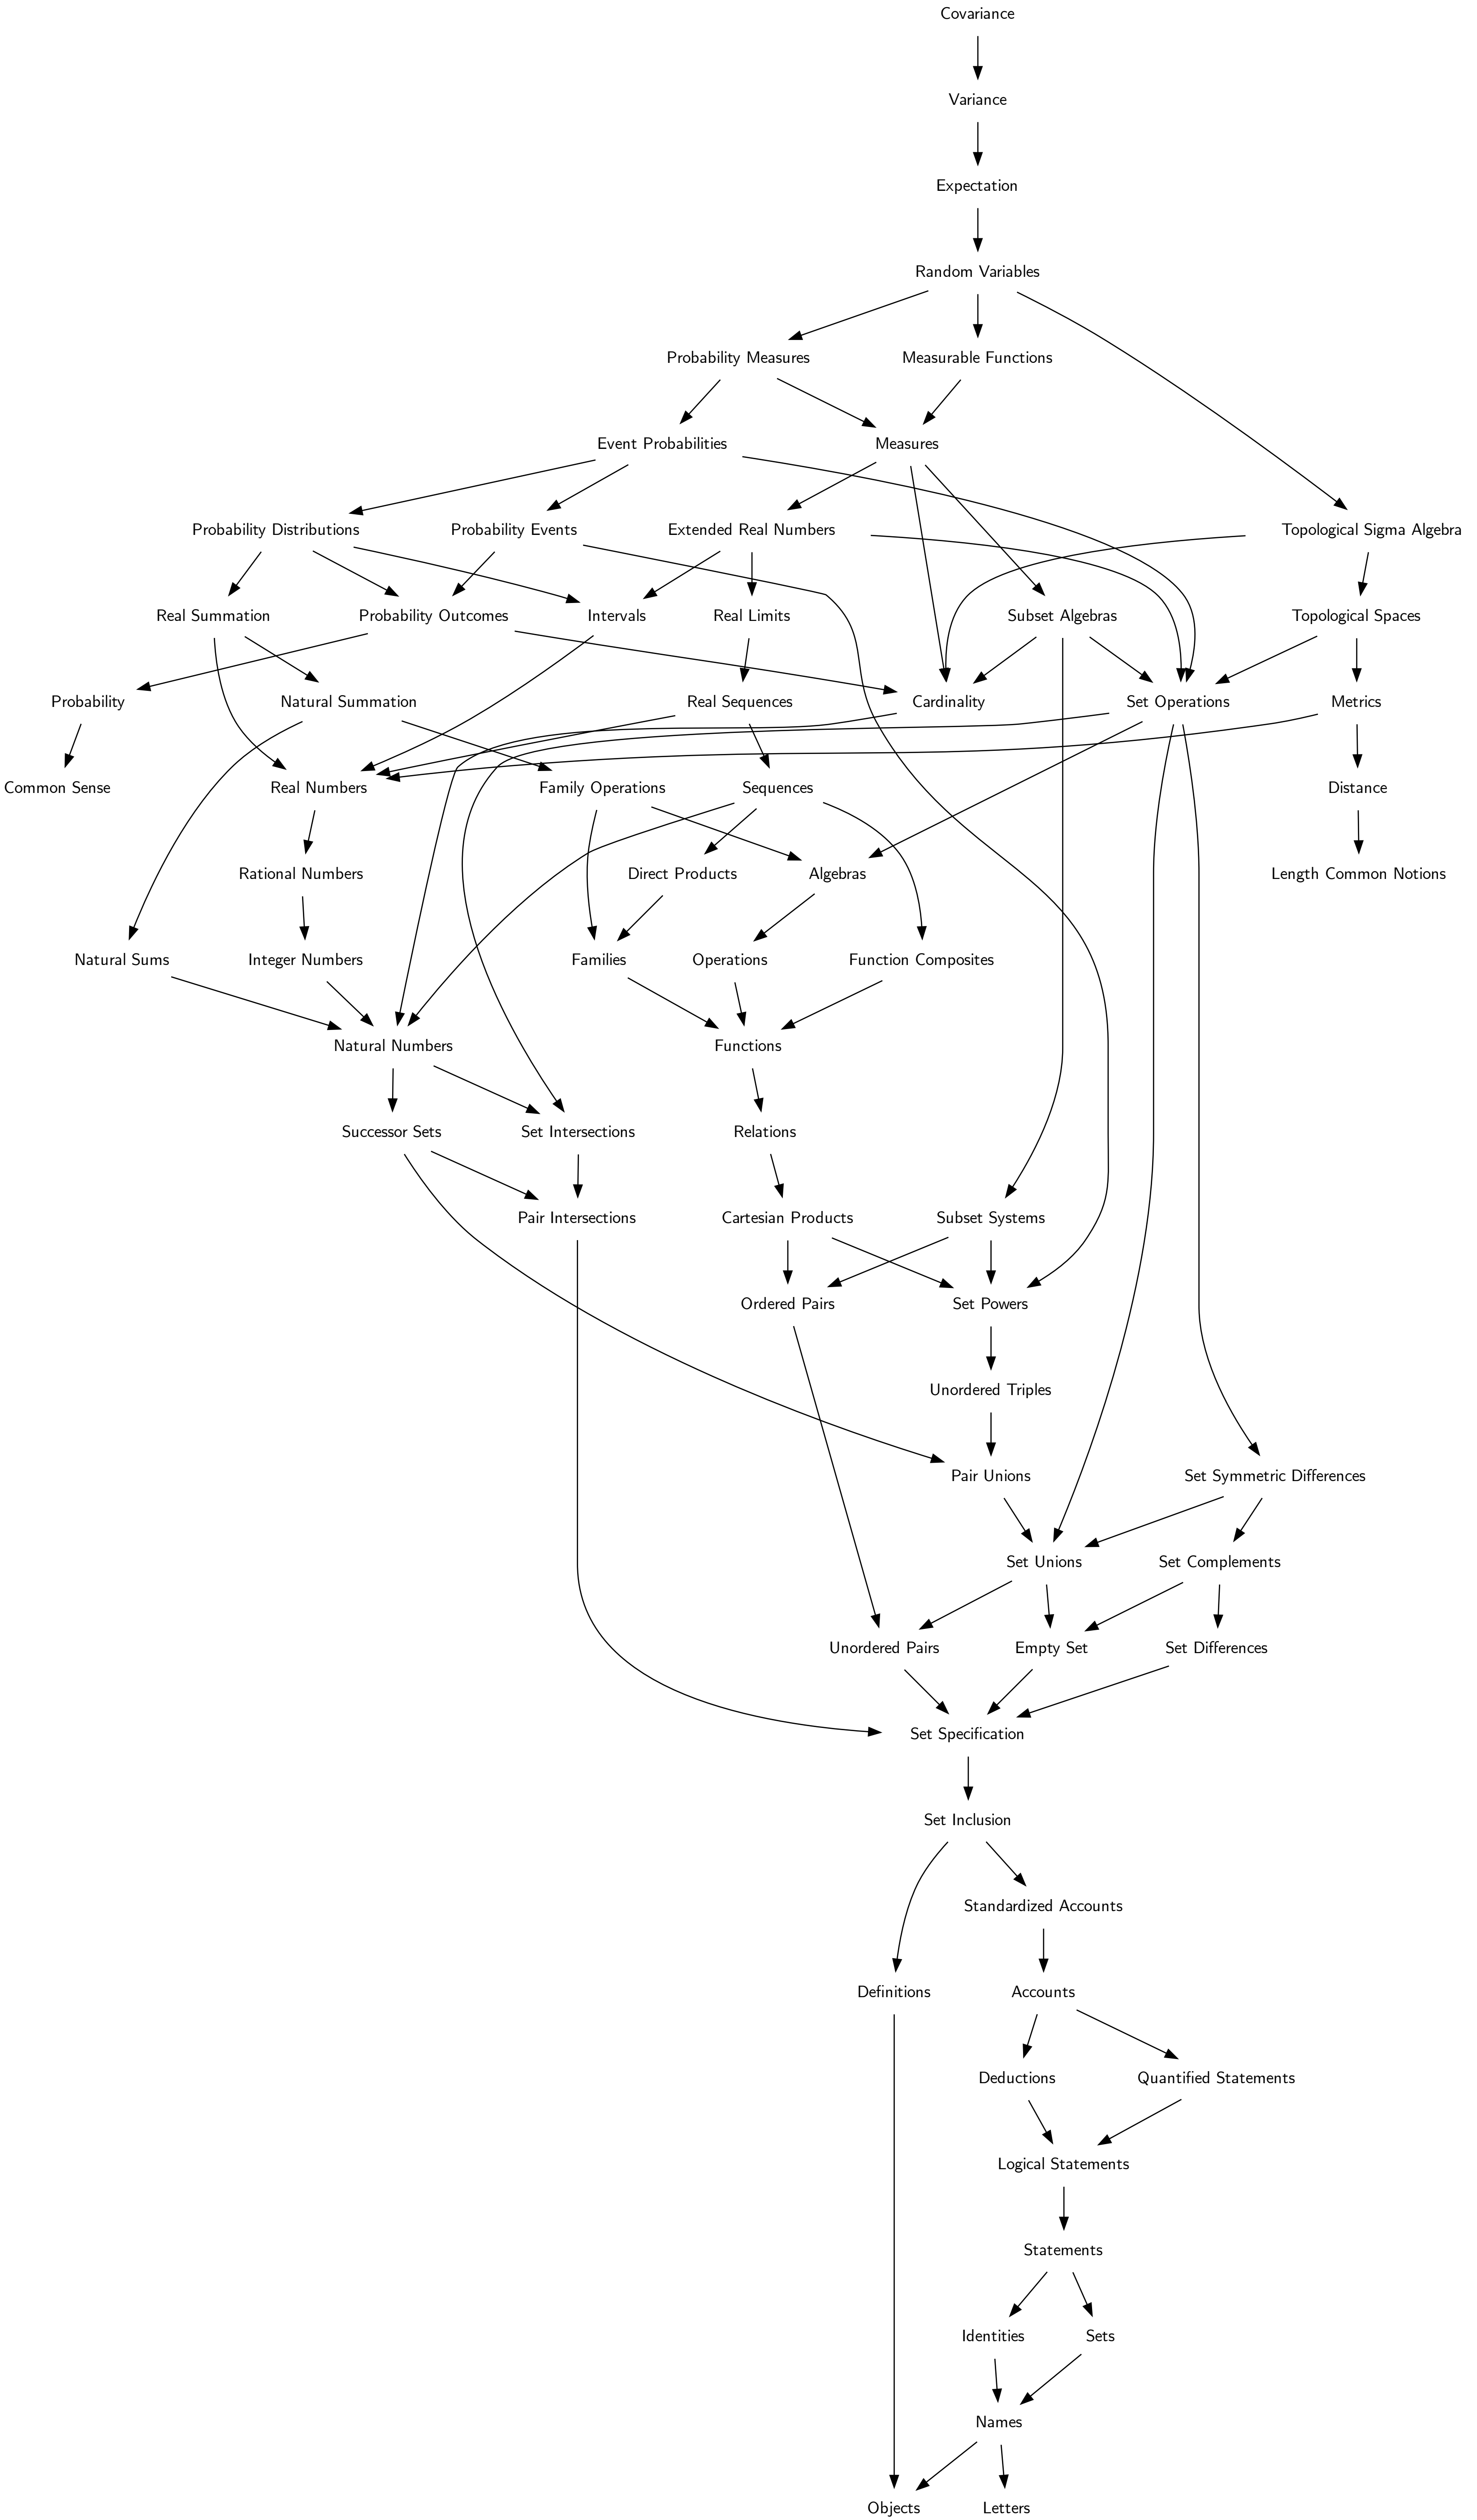 Covariance
Variance
Expectation
Random Variables
Probability Measures
Measurable Functions
Event Probabilities
Measures
Probability Distributions
Probability Events
Extended Real Numbers
Topological Sigma Algebra
Real Summation
Probability Outcomes
Intervals
Real Limits
Subset Algebras
Topological Spaces
Probability
Natural Summation
Real Sequences
Cardinality
Set Operations
Metrics
Common Sense
Real Numbers
Family Operations
Sequences
Distance
Rational Numbers
Direct Products
Algebras
Length Common Notions
Natural Sums
Integer Numbers
Families
Operations
Function Composites
Natural Numbers
Functions
Successor Sets
Set Intersections
Relations
Pair Intersections
Cartesian Products
Subset Systems
Ordered Pairs
Set Powers
Unordered Triples
Pair Unions
Set Symmetric Differences
Set Unions
Set Complements
Unordered Pairs
Empty Set
Set Differences
Set Specification
Set Inclusion
Standardized Accounts
Definitions
Accounts
Deductions
Quantified Statements
Logical Statements
Statements
Identities
Sets
Names
Objects
Letters